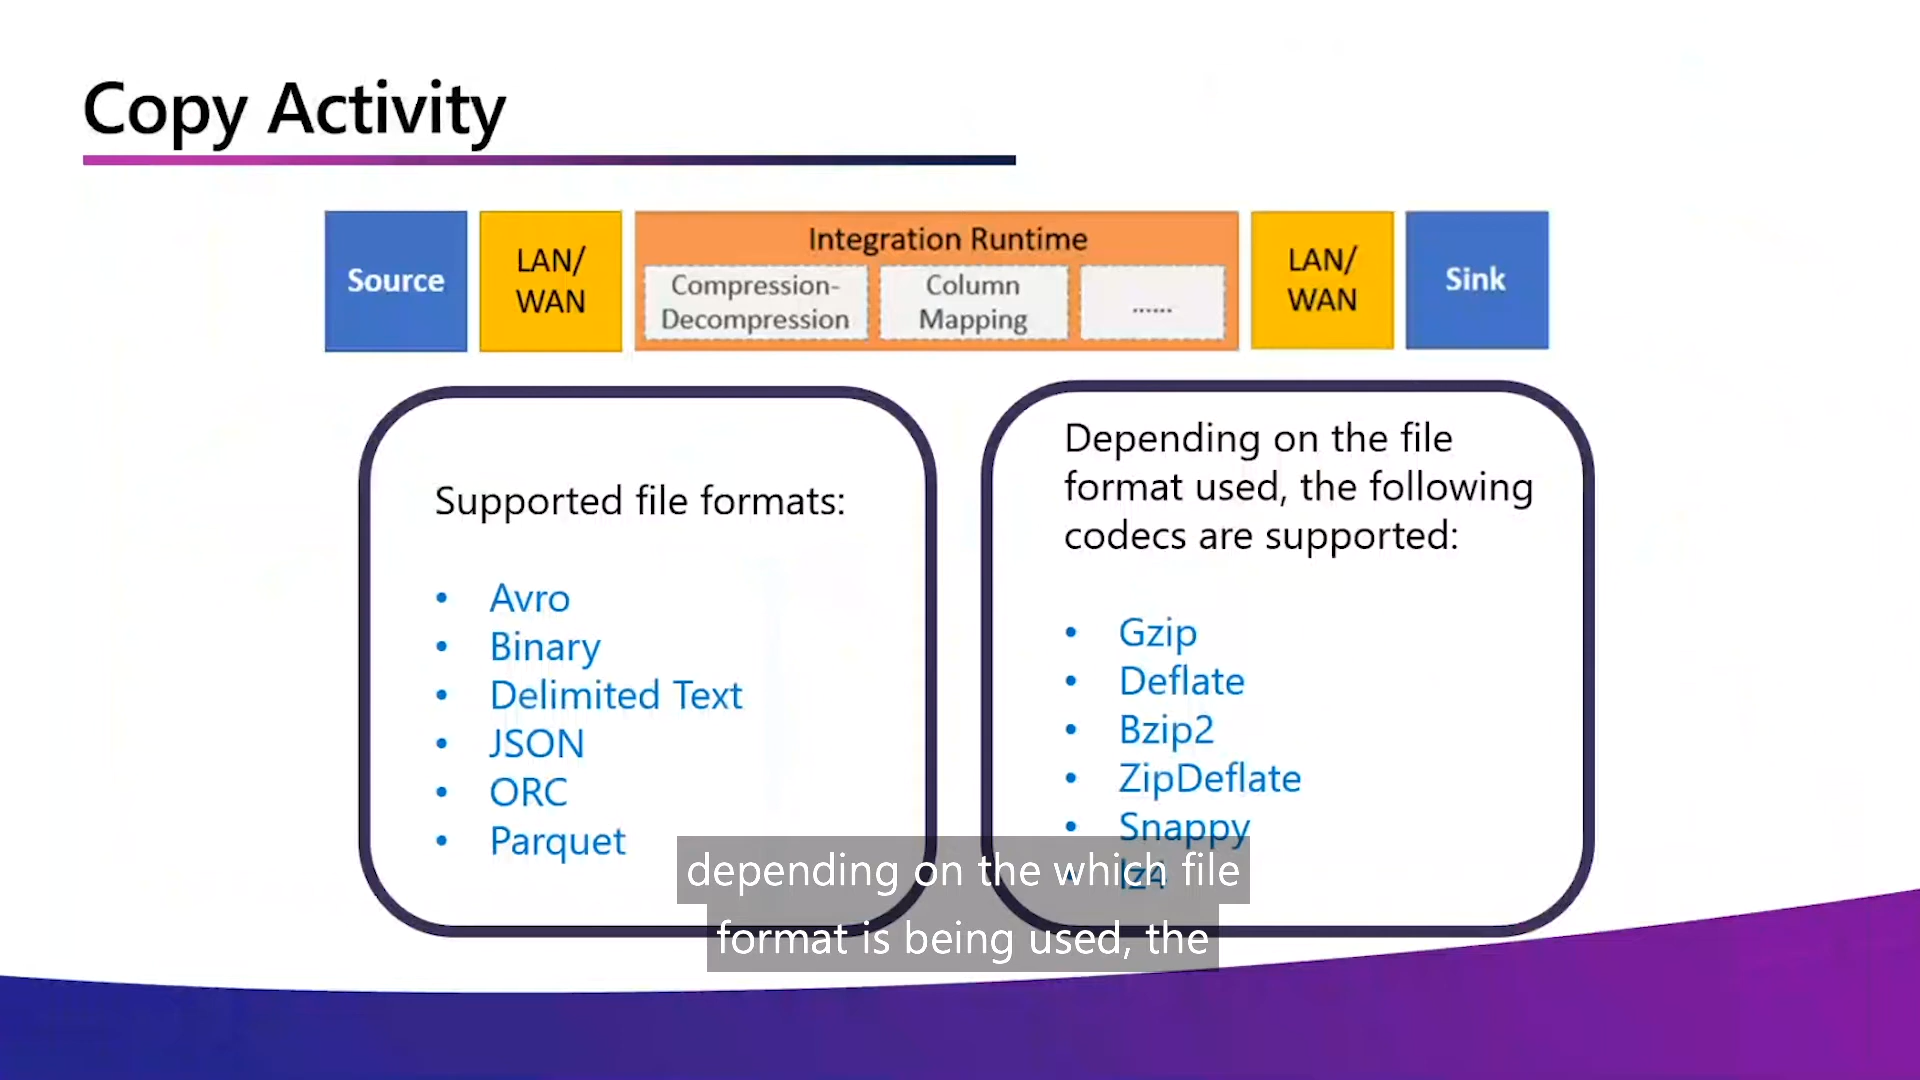 Copy Activity
Source
LAN/
WAN
Integration Runtime
Compression-
Decompression
Column
Mapping
......
LAN/
WAN
Sink
Supported file formats:
• Avro
• Binary
• Delimited Text
• JSON
• ORC
• Parquet
Depending on the file
format used, the following
codecs are supported:
• Gzip
• Deflate
• Bzip2
• ZipDeflate
• Snappy
• lz4
depending on the which file
format is being used, the